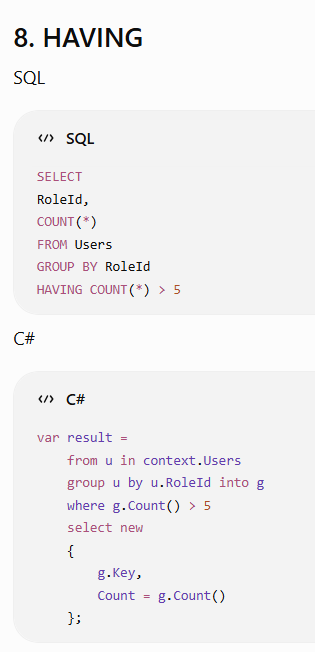 8. HAVING
SQL
SQL
SELECT
RoleId,
COUNT(*)
FROM Users
GROUP BY RoleId
HAVING COUNT(*) > 5
C#
C#
var result =
    from u in context.Users
    group u by u.RoleId into g
    where g.Count() > 5
    select new
    {
        g.Key,
        Count = g.Count()
    };